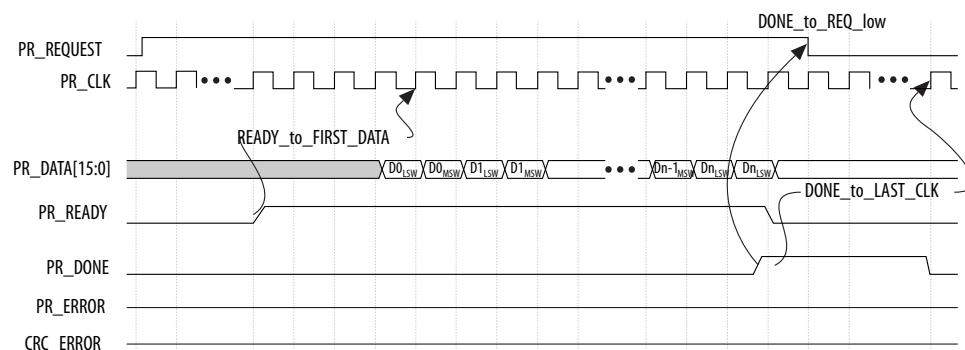 DONE_to_REQ_low
PR_REQUEST
PR_CLK
READY_to_FIRST_DATA
PR_DATA[15:0] D0LSW D0MSW D1LSW D1MSW Dn-1MSW DnLSW DnLSW
DONE_to_LAST_CLK
PR_READY
PR_DONE
PR_ERROR
CRC_ERROR